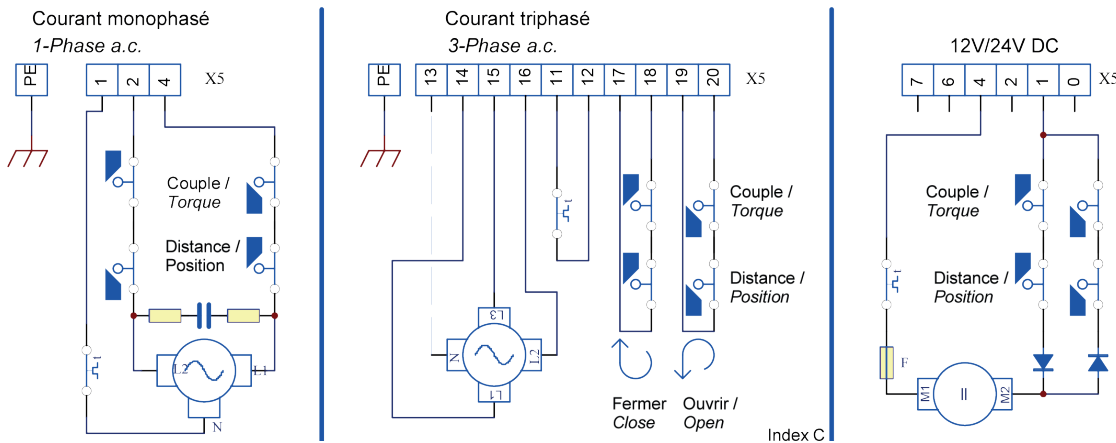 Courant monophasé
1-Phase a.c.
PE
1 2 4 X5
Couple /
Torque
Distance /
Position
t
L2 L1
N
Courant triphasé
3-Phase a.c.
PE
13 14 15 16 11 12 17 18 19 20 X5
t
Couple /
Torque
Distance /
Position
L3
N L2
L1
Fermer Ouvrir /
Close Open
Index C
12V/24V DC
7 6 4 2 1 0 X5
Couple /
Torque
Distance /
Position
t
F
M1 II M2